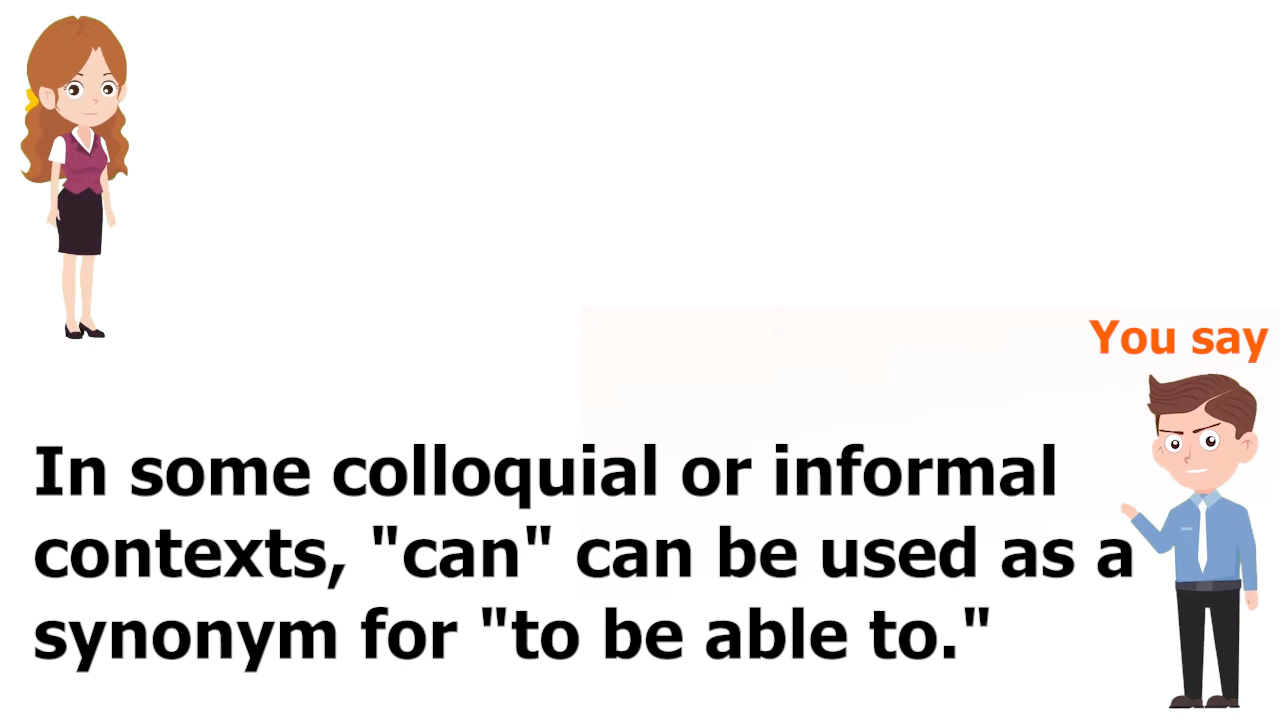 You say
In some colloquial or informal
contexts, "can" can be used as a
synonym for "to be able to."